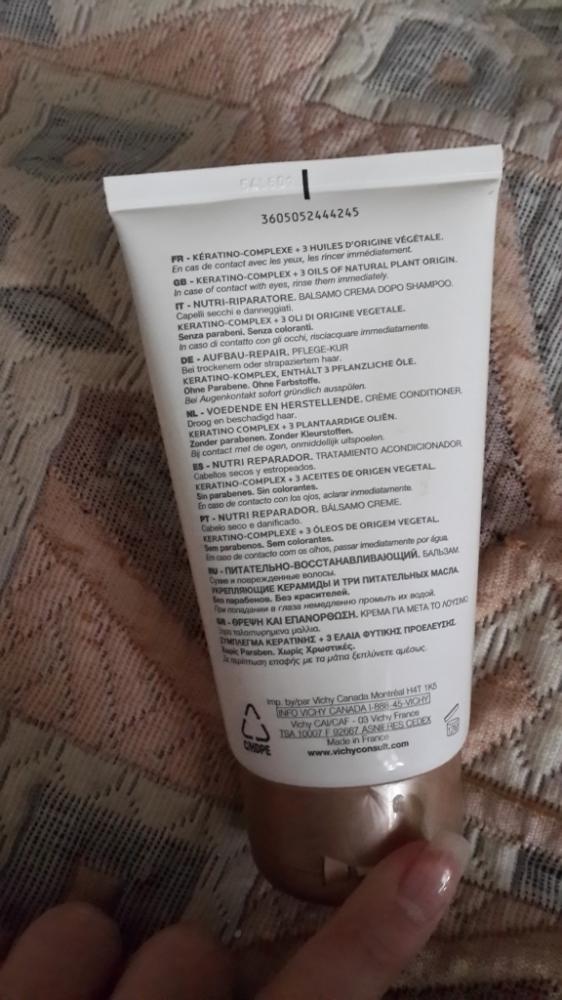 3605052444245
FR - KÉRATINO-COMPLEXE + 3 HUILES D'ORIGINE VÉGÉTALE.
En cas de contact avec les yeux, les rincer immédiatement.
GB - KERATINO-COMPLEX + 3 OILS OF NATURAL PLANT ORIGIN.
In case of contact with eyes, rinse them immediately.
IT - NUTRI-RIPARATORE. BALSAMO CREMA DOPO SHAMPOO.
Capelli secchi e danneggiati.
KERATINO-COMPLEX + 3 OLI DI ORIGINE VEGETALE.
Senza parabeni. Senza coloranti.
In caso di contatto con gli occhi, risciacquare immediatamente.
DE - AUFBAU-REPAIR. PFLEGE-KUR
Bei trockenem oder strapaziertem haar.
KERATINO-KOMPLEX, ENTHÄLT 3 PFLANZLICHE ÖLE.
Ohne Parabene. Ohne Farbstoffe.
Bei Augenkontakt sofort gründlich ausspülen.
NL - VOEDENDE EN HERSTELLENDE. CRÈME CONDITIONER
Droog en beschadigd haar.
KERATINO COMPLEX + 3 PLANTAARDIGE OLIËN.
Zonder parabenen. Zonder Kleurstoffen.
Bij contact met de ogen, onmiddellijk uitspoelen.
ES - NUTRI REPARADOR. TRATAMIENTO ACONDICIONADOR
Cabellos secos y estropeados.
KERATINO-COMPLEX + 3 ACEITES DE ORIGEN VEGETAL.
Sin parabenes. Sin colorantes.
En caso de contacto con los ojos, aclarar inmediatamente.
PT - NUTRI REPARADOR. BÁLSAMO CREME.
Cabelo seco e danificado.
KERATINO-COMPLEXE + 3 ÓLEOS DE ORIGEM VEGETAL.
Sem parabenos. Sem colorantes.
Em caso de contacto com os olhos, passar imediatamente por água.
RU - ПИТАТЕЛЬНО-ВОССТАНАВЛИВАЮЩИЙ. БАЛЬЗАМ.
Сухие и поврежденные волосы.
УКРЕПЛЯЮЩИЕ КЕРАМИДЫ И ТРИ ПИТАТЕЛЬНЫХ МАСЛА
Без парабенов. Без красителей.
При попадании в глаза немедленно промыть их водой.
GR - ΘΡΕΨΗ ΚΑΙ ΕΠΑΝΟΡΘΩΣΗ. ΚΡΕΜΑ ΓΙΑ ΜΕΤΑ ΤΟ ΛΟΥΣΙΜΟ
Ξηρά ταλαιπωρημένα μαλλιά.
ΣΥΜΠΛΕΓΜΑ ΚΕΡΑΤΙΝΗΣ + 3 ΕΛΑΙΑ ΦΥΤΙΚΗΣ ΠΡΟΕΛΕΥΣΗΣ.
Χωρίς Paraben. Χωρίς Χρωστικές.
Σε περίπτωση επαφής με τα μάτια ξεπλύνετε αμέσως.
Imp. by/par Vichy Canada Montréal H4T 1K5
INFO VICHY CANADA 1-888-45-VICHY
Vichy CAI/CAF - 03 Vichy France
TSA 10007 F 92667 ASNIERES CEDEX
Made in France
www.vichyconsult.com
C/HDPE
12M